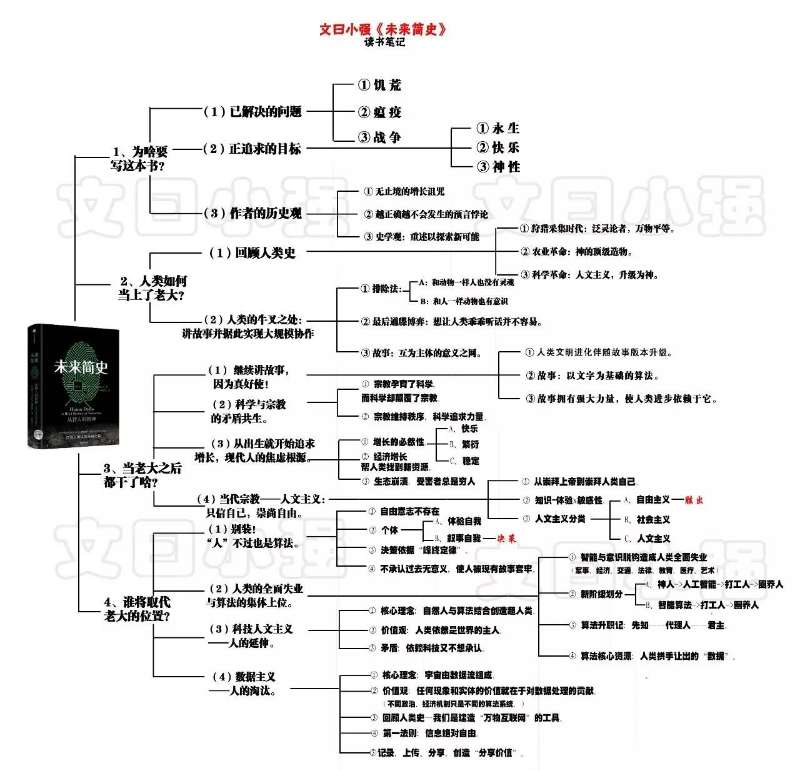 文曰小强《未来简史》
读书笔记
1、为啥要
写这本书?
(1)已解决的问题
① 饥 荒
② 瘟 疫
③ 战 争
(2)正追求的目标
① 永 生
② 快 乐
③ 神 性
(3)作者的历史观
① 无止境的增长诅咒
② 越正确越不会发生的预言悖论
③ 史学观:重述以探索新可能
2、人类如何
当上了老大?
(1)回顾人类史
① 狩猎采集时代:泛灵论者,万物平等。
② 农业革命:神的顶级造物。
③ 科学革命:人文主义,升级为神。
(2)人类的牛叉之处:
讲故事并据此实现大规模协作
① 排除法:
A:和动物一样人也没有灵魂
B:和人一样动物也有意识
② 最后通牒博弈:想让人类乖乖听话并不容易。
③ 故事:互为主体的意义之网。
① 人类文明进化伴随故事版本升级。
② 故事:以文字为基础的算法。
③ 故事拥有强大力量,使人类进步依赖于它。
3、当老大之后
都干了啥?
(1)继续讲故事,
因为真好使!
(2)科学与宗教
的矛盾共生。
① 宗教孕育了科学,
而科学却颠覆了宗教
② 宗教维持秩序,科学追求力量。
(3)从出生就开始追求
增长,现代人的焦虑根源。
① 增长的必然性
A、快乐
B、繁衍
C、稳定
② 经济增长
帮人类找到新资源.
③ 生态崩溃,受害者总是穷人
(4)当代宗教——人文主义:
只信自己,崇尚自由。
① 从崇拜上帝到崇拜人类自己.
② 知识=体验x敏感性
③ 人文主义分类
A、自由主义
胜出
B、社会主义
C、人文主义
4、谁将取代
老大的位置?
(1)别装!
“人”不过也是算法。
① 自由意志不存在
② 个体
A、体验自我
B、叙事自我
决策
③ 决策依据“峰终定律”.
④ 不承认过去无意义,使人被现有故事套牢.
(2)人类的全面失业
与算法的集体上位。
① 智能与意识脱钩造成人类全面失业
(军事、经济、交通、法律、教育、医疗、艺术)
② 新阶级划分
A、神人-->人工智能-->打工人-->圈养人
B、智能算法-->打工人-->圈养人
③ 算法升职记:先知——代理人——君主.
④ 算法核心资源:人类拱手让出的“数据”.
(3)科技人文主义
——人的延伸。
① 核心理念:自然人与算法结合创造超人类.
② 价值观:人类依然是世界的主人.
③ 矛盾:依赖科技又不想承认.
(4)数据主义
——人的淘汰。
① 核心理念:宇宙由数据流组成.
② 价值观:任何现象和实体的价值就在于对数据处理的贡献.
(不同政治、经济机制只是不同的算法系统.)
③ 回顾人类史—我们是建造“万物互联网”的工具.
④ 第一法则:信息绝对自由.
⑤记录,上传,分享,创造“分享价值”.
未来简史
文曰小强
文曰小强
文曰小强
文曰小强